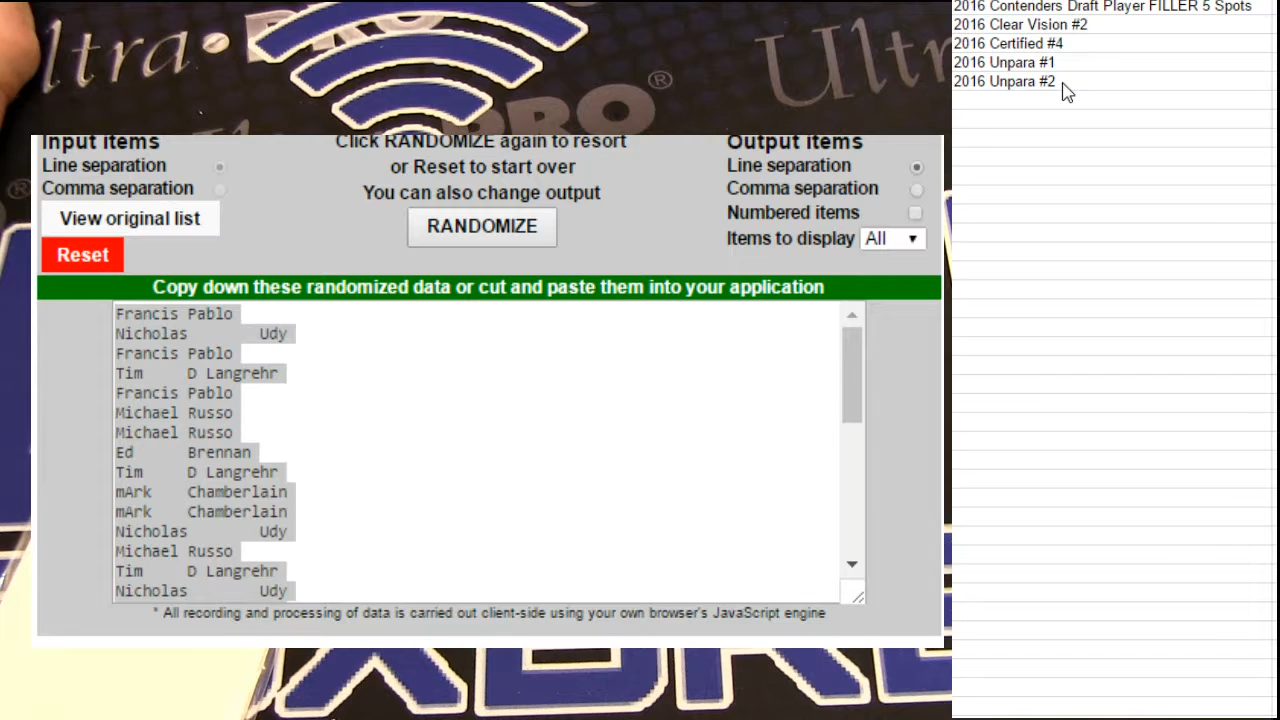 2016 Contenders Draft Player FILLER 5 Spots
2016 Clear Vision #2
2016 Certified #4
2016 Unpara #1
2016 Unpara #2
Ultra PRO ®
Ul
PRO
®
Input Items
Line separation
Comma separation
View original list
Reset
Click RANDOMIZE again to resort
or Reset to start over
You can also change output
RANDOMIZE
Output Items
Line separation
Comma separation
Numbered items
Items to display All
Copy down these randomized data or cut and paste them into your application
Francis Pablo
Nicholas Udy
Francis Pablo
Tim D Langrehr
Francis Pablo
Michael Russo
Michael Russo
Ed Brennan
Tim D Langrehr
mArk Chamberlain
mArk Chamberlain
Nicholas Udy
Michael Russo
Tim D Langrehr
Nicholas Udy
* All recording and processing of data is carried out client-side using your own browser's JavaScript engine